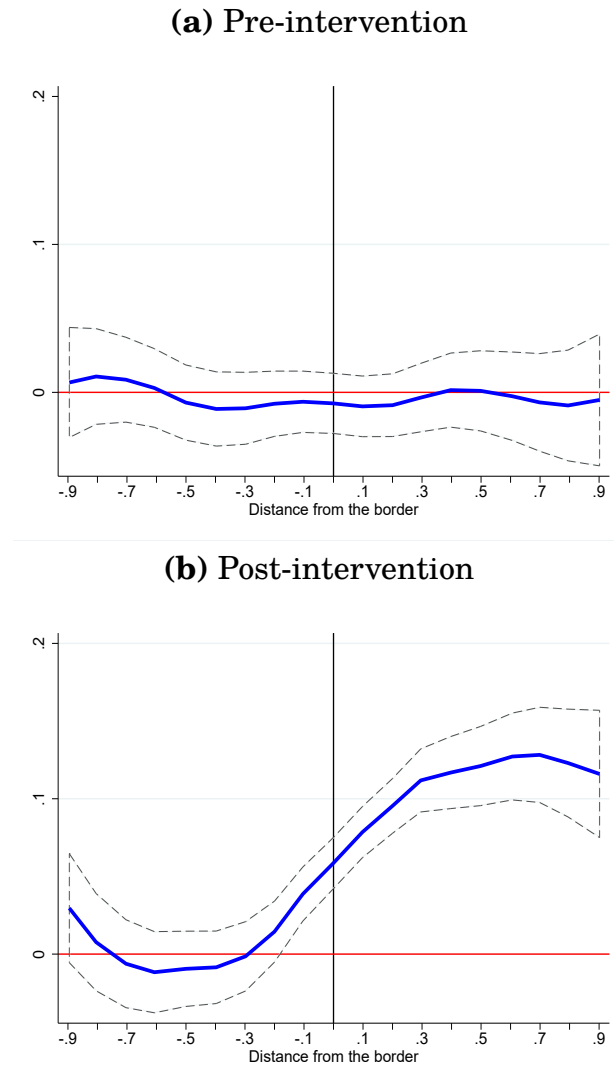 (a) Pre-intervention
.2
.1
0
-.9 -.7 -.5 -.3 -.1 .1 .3 .5 .7 .9
Distance from the border
(b) Post-intervention
.2
.1
0
-.9 -.7 -.5 -.3 -.1 .1 .3 .5 .7 .9
Distance from the border